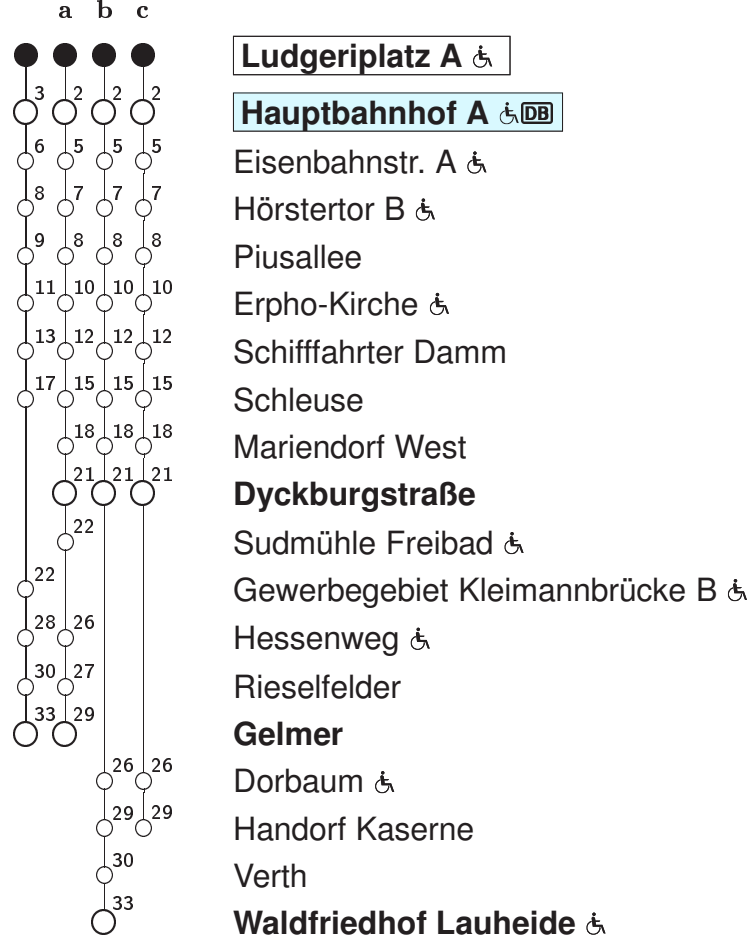 a b c
Ludgeriplatz A
3 2 2 2 Hauptbahnhof A DB
6 5 5 5 Eisenbahnstr. A
8 7 7 7 Hörstertor B
9 8 8 8 Piusallee
11 10 10 10 Erpho-Kirche
13 12 12 12 Schifffahrter Damm
17 15 15 15 Schleuse
18 18 18 Mariendorf West
21 21 21 Dyckburgstraße
22 Sudmühle Freibad
22 Gewerbegebiet Kleimannbrücke B
28 26 Hessenweg
30 27 Rieselfelder
33 29 Gelmer
26 26 Dorbaum
29 29 Handorf Kaserne
30 Verth
33 Waldfriedhof Lauheide